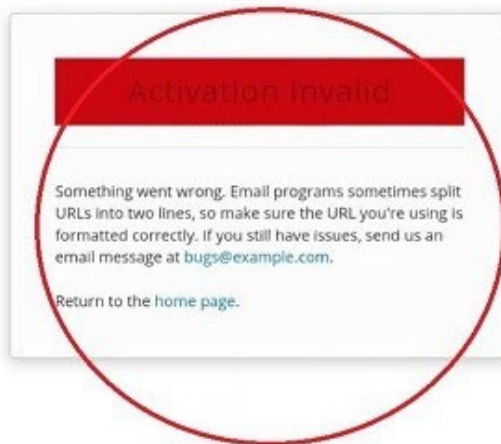 Activation Invalid
Something went wrong. Email programs sometimes split
URLs into two lines, so make sure the URL you're using is
formatted correctly. If you still have issues, send us an
email message at bugs@example.com.
Return to the home page.